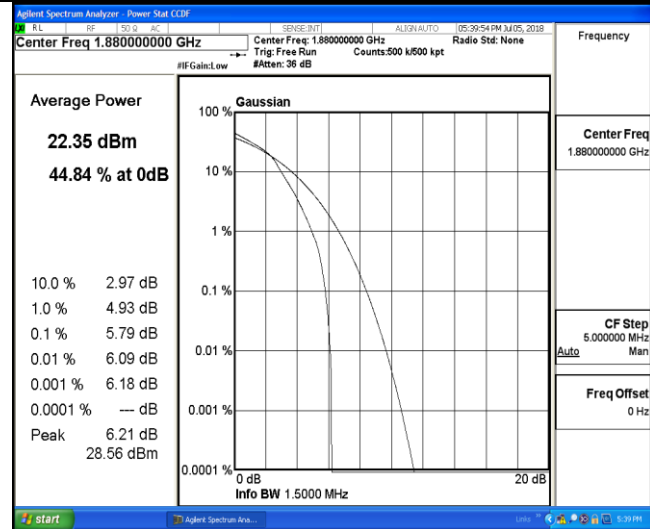 Agilent Spectrum Analyzer - Power Stat CCDF
RL RF 50 Ω AC SENSE:INT ALIGN AUTO 05:39:54 PM Jul 05, 2018
Center Freq 1.880000000 GHz
Center Freq: 1.880000000 GHz Radio Std: None
Trig: Free Run Counts:500 k/500 kpt
#IFGain:Low #Atten: 36 dB
Frequency
Average Power
22.35 dBm
44.84 % at 0dB
10.0 % 2.97 dB
1.0 % 4.93 dB
0.1 % 5.79 dB
0.01 % 6.09 dB
0.001 % 6.18 dB
0.0001 % --- dB
Peak 6.21 dB
28.56 dBm
Gaussian
100 %
10 %
1 %
0.1 %
0.01 %
0.001 %
0.0001 %
0 dB 20 dB
Info BW 1.5000 MHz
Center Freq
1.880000000 GHz
CF Step
5.000000 MHz
Auto Man
Freq Offset
0 Hz
start Agilent Spectrum Ana... Links » 5:39 PM